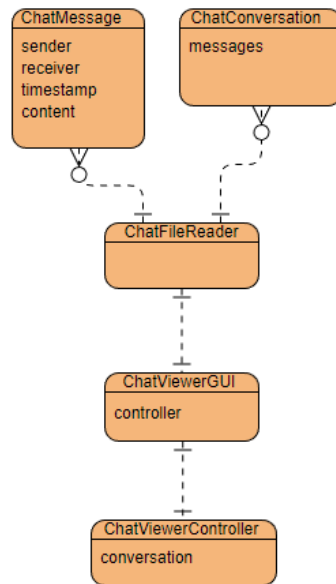 ChatMessage
sender
receiver
timestamp
content
ChatConversation
messages
ChatFileReader
ChatViewerGUI
controller
ChatViewerController
conversation